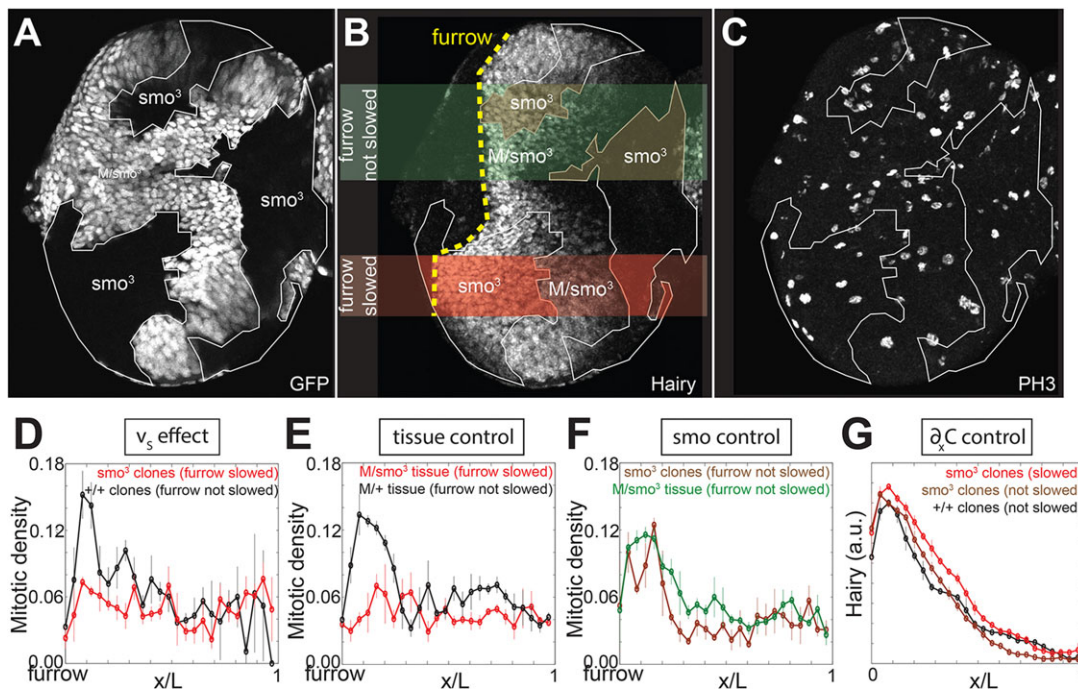 A
smo³
M/smo³
smo³
smo³
GFP
B
furrow
furrow
not slowed
smo³
M/smo³
smo³
furrow
slowed
smo³
M/smo³
Hairy
C
PH3
D
vₛ effect
smo³ clones (furrow slowed)
+/+ clones (furrow not slowed)
Mitotic density
0.18
0.12
0.06
0.00
furrow
x/L
1
E
tissue control
M/smo³ tissue (furrow slowed)
M/+ tissue (furrow not slowed)
Mitotic density
0.18
0.12
0.06
0.00
furrow
x/L
1
F
smo control
smo³ clones (furrow not slowed)
M/smo³ tissue (furrow not slowed)
Mitotic density
0.18
0.12
0.06
0.00
furrow
x/L
1
G
∂ₓC control
smo³ clones (slowed)
smo³ clones (not slowed)
+/+ clones (not slowed)
Hairy (a.u.)
0
x/L
1